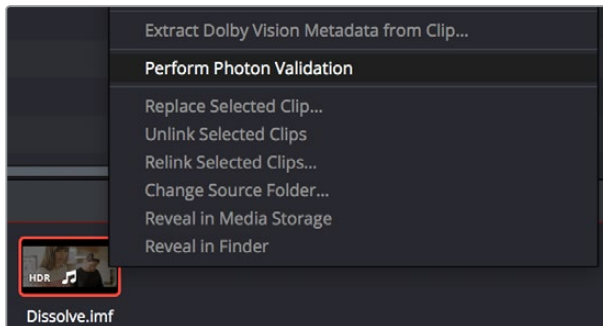 Extract Dolby Vision Metadata from Clip...
Perform Photon Validation
Replace Selected Clip...
Unlink Selected Clips
Relink Selected Clips...
Change Source Folder...
Reveal in Media Storage
Reveal in Finder
HDR
Dissolve.imf